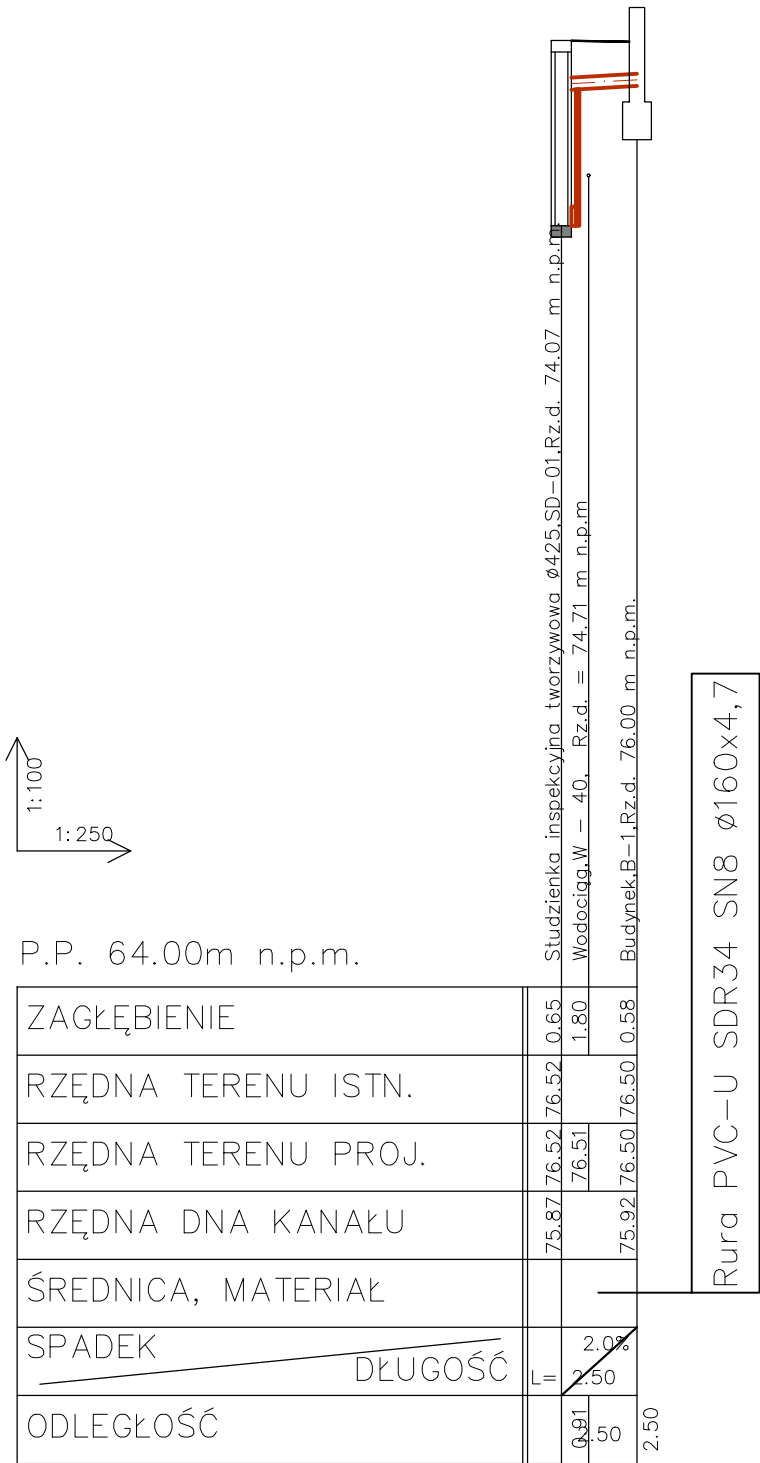 Studzienka inspekcyjna tworzywowa ø425,SD-01,Rz.d. 74.07 m n.p.m
Wodociąg,W - 40, Rz.d. = 74.71 m n.p.m
Budynek,B-1,Rz.d. 76.00 m n.p.m.
Rura PVC-U SDR34 SN8 ø160x4,7
1:100
1:250
P.P. 64.00m n.p.m.
ZAGŁĘBIENIE 0.65 1.80 0.58
RZĘDNA TERENU ISTN. 76.52 76.50
RZĘDNA TERENU PROJ. 76.52 76.51 76.50
RZĘDNA DNA KANAŁU 75.87 75.92
ŚREDNICA, MATERIAŁ
SPADEK 2.0%
DŁUGOŚĆ L= 2.50
ODLEGŁOŚĆ 0.91 2.50 2.50